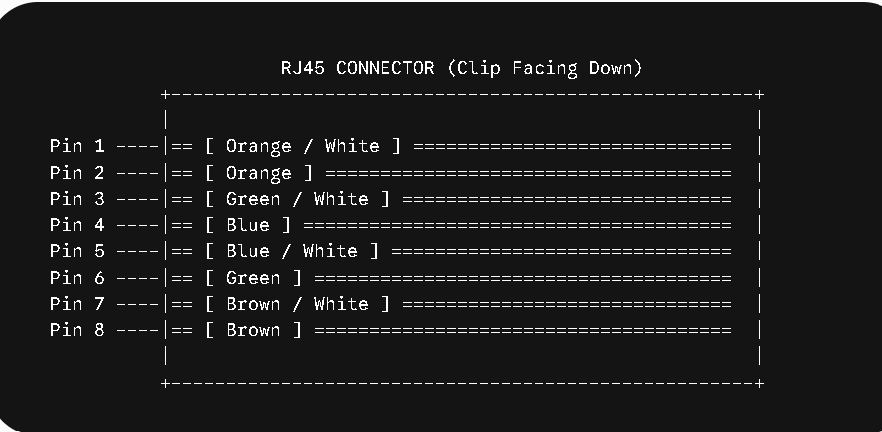 RJ45 CONNECTOR (Clip Facing Down)
+-----------------------------------------------------+
|                                                     |
Pin 1 ----|== [ Orange / White ] =============================  |
Pin 2 ----|== [ Orange ] =====================================  |
Pin 3 ----|== [ Green / White ] ==============================  |
Pin 4 ----|== [ Blue ] =======================================  |
Pin 5 ----|== [ Blue / White ] ===============================  |
Pin 6 ----|== [ Green ] ======================================  |
Pin 7 ----|== [ Brown / White ] ==============================  |
Pin 8 ----|== [ Brown ] ======================================  |
|                                                     |
+-----------------------------------------------------+